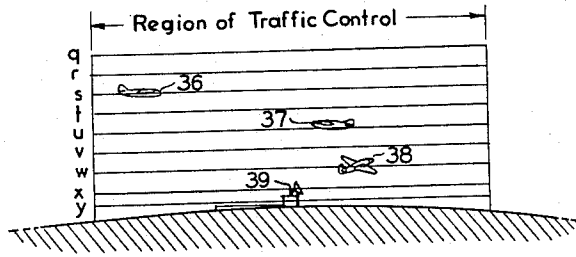 Region of Traffic Control
q
r
s
36
t
37
u
v
38
w
39
x
y